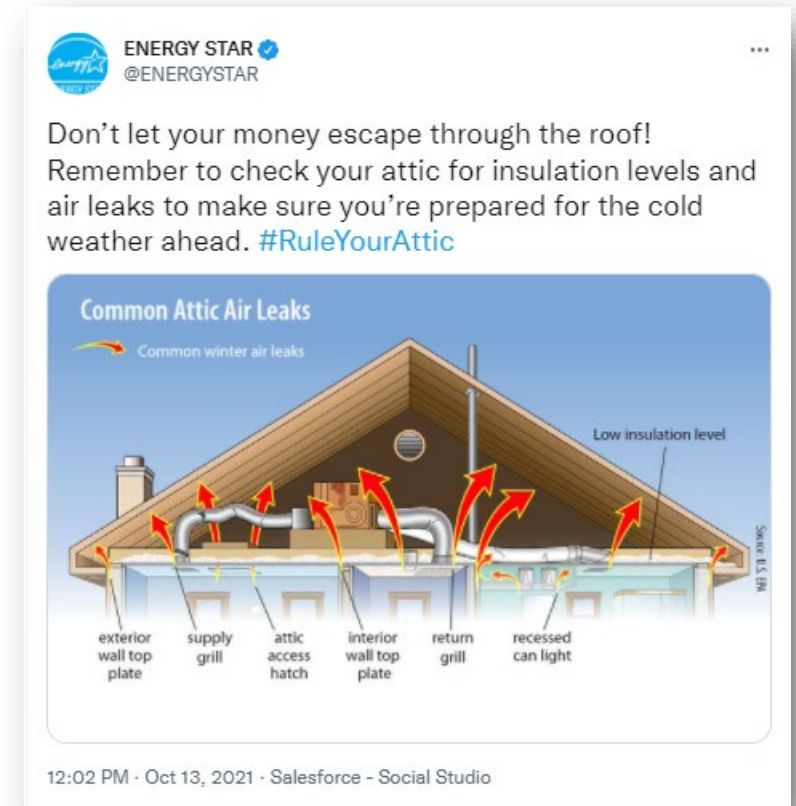 ENERGY STAR
@ENERGYSTAR
Don’t let your money escape through the roof!
Remember to check your attic for insulation levels and
air leaks to make sure you’re prepared for the cold
weather ahead. #RuleYourAttic
Common Attic Air Leaks
Common winter air leaks
Low insulation level
Source: U.S. EPA
exterior
wall top
plate
supply
grill
attic
access
hatch
interior
wall top
plate
return
grill
recessed
can light
12:02 PM · Oct 13, 2021 · Salesforce - Social Studio